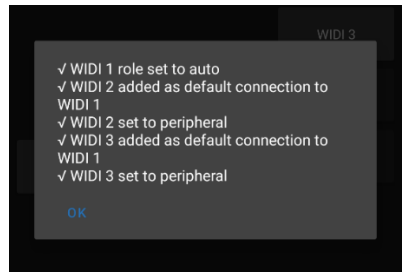 WIDI 3
√ WIDI 1 role set to auto
√ WIDI 2 added as default connection to
WIDI 1
√ WIDI 2 set to peripheral
√ WIDI 3 added as default connection to
WIDI 1
√ WIDI 3 set to peripheral
OK